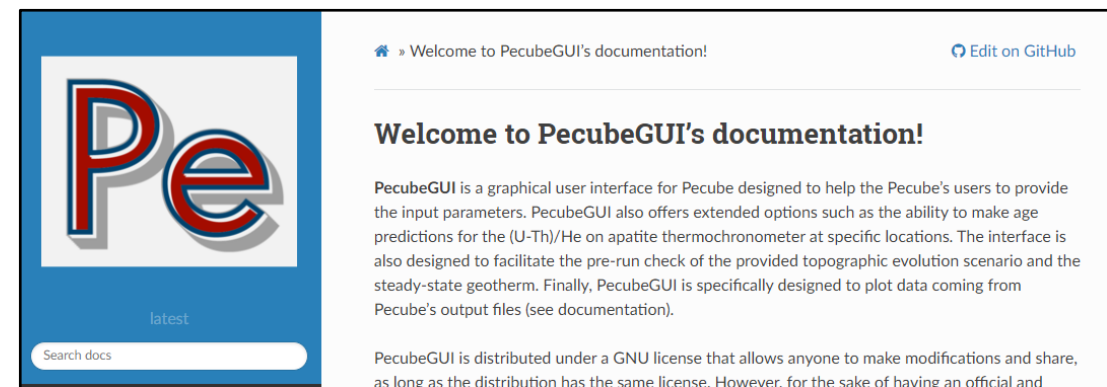 Pe
latest
Search docs
» Welcome to PecubeGUI's documentation!
Edit on GitHub
Welcome to PecubeGUI's documentation!
PecubeGUI is a graphical user interface for Pecube designed to help the Pecube's users to provide
the input parameters. PecubeGUI also offers extended options such as the ability to make age
predictions for the (U-Th)/He on apatite thermochronometer at specific locations. The interface is
also designed to facilitate the pre-run check of the provided topographic evolution scenario and the
steady-state geotherm. Finally, PecubeGUI is specifically designed to plot data coming from
Pecube's output files (see documentation).
PecubeGUI is distributed under a GNU license that allows anyone to make modifications and share,
as long as the distribution has the same license. However, for the sake of having an official and